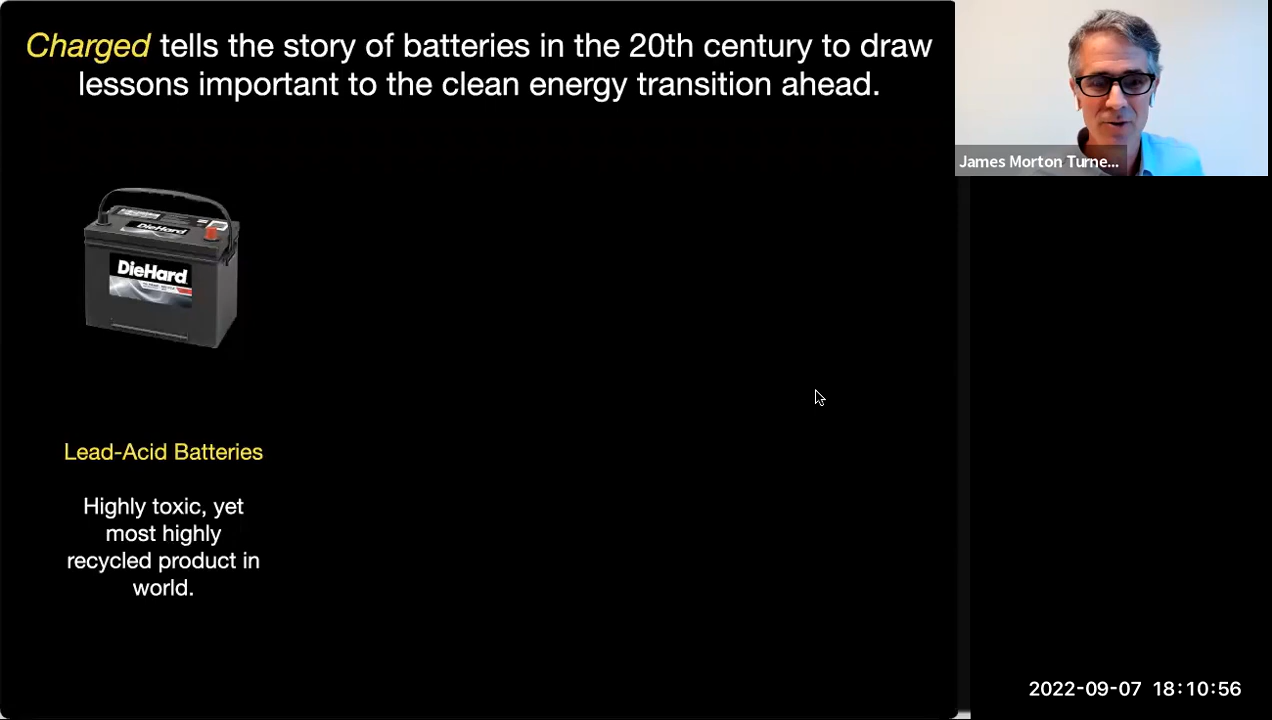 Charged tells the story of batteries in the 20th century to draw
lessons important to the clean energy transition ahead.
James Morton Turne...
DieHard
DieHard
Lead-Acid Batteries
Highly toxic, yet
most highly
recycled product in
world.
2022-09-07 18:10:56